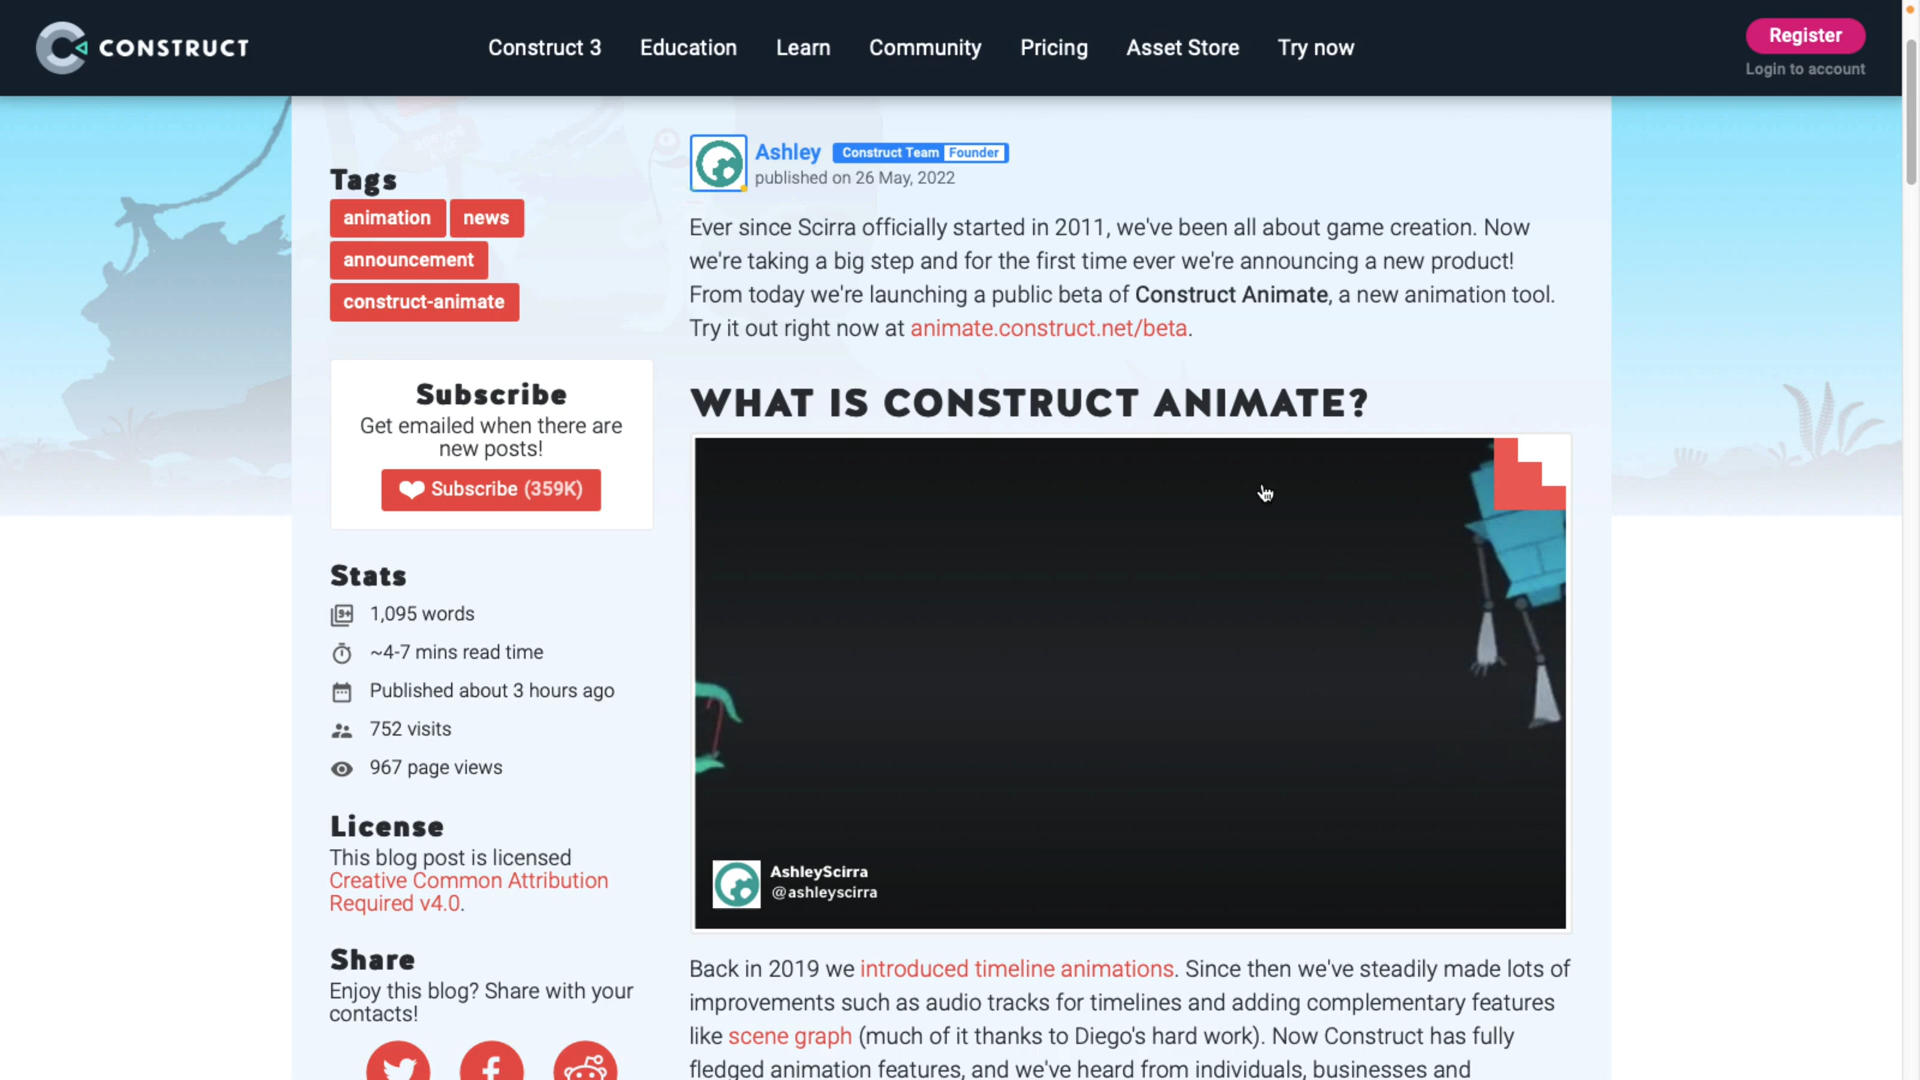 CONSTRUCT
Construct 3
Education
Learn
Community
Pricing
Asset Store
Try now
Register
Login to account
Tags
animation
news
announcement
construct-animate
Subscribe
Get emailed when there are
new posts!
Subscribe (359K)
Stats
1,095 words
~4-7 mins read time
Published about 3 hours ago
752 visits
967 page views
License
This blog post is licensed
Creative Common Attribution
Required v4.0.
Share
Enjoy this blog? Share with your
contacts!
Ashley Construct Team Founder
published on 26 May, 2022
Ever since Scirra officially started in 2011, we've been all about game creation. Now
we're taking a big step and for the first time ever we're announcing a new product!
From today we're launching a public beta of Construct Animate, a new animation tool.
Try it out right now at animate.construct.net/beta.
WHAT IS CONSTRUCT ANIMATE?
AshleyScirra
@ashleyscirra
Back in 2019 we introduced timeline animations. Since then we've steadily made lots of
improvements such as audio tracks for timelines and adding complementary features
like scene graph (much of it thanks to Diego's hard work). Now Construct has fully
fledged animation features, and we've heard from individuals, businesses and